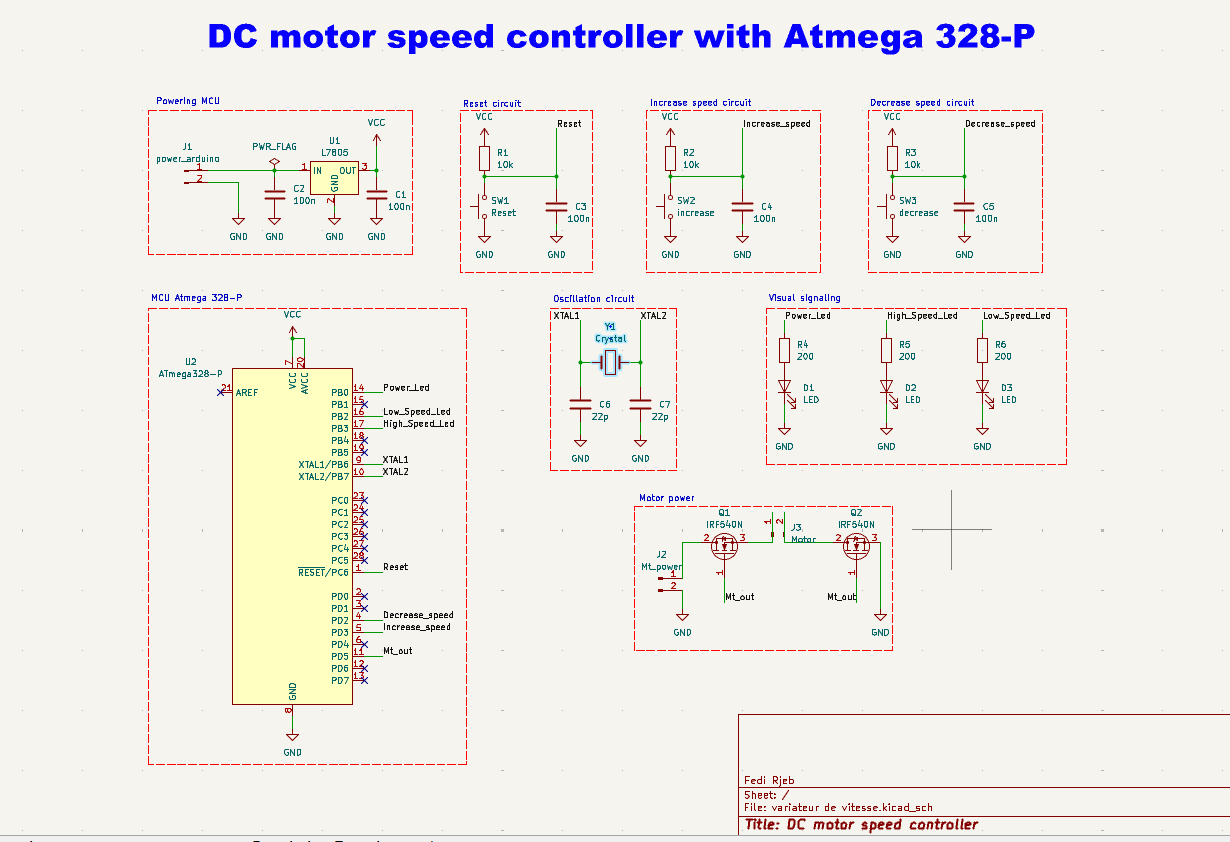 DC motor speed controller with Atmega 328-P
Powering MCU
J1
power_arduino
1
2
PWR_FLAG
C2
100n
U1
L7805
1
IN
OUT
3
GND
2
VCC
C1
100n
GND
GND
GND
GND
Reset circuit
VCC
Reset
R1
10k
SW1
Reset
C3
100n
GND
GND
Increase speed circuit
VCC
Increase_speed
R2
10k
SW2
increase
C4
100n
GND
GND
Decrease speed circuit
VCC
Decrease_speed
R3
10k
SW3
decrease
C5
100n
GND
GND
MCU Atmega 328-P
VCC
U2
ATmega328-P
7
20
VCC
AVCC
21
AREF
PB0 14 Power_Led
PB1 15
PB2 16 Low_Speed_Led
PB3 17 High_Speed_Led
PB4 18
PB5 19
XTAL1/PB6 9 XTAL1
XTAL2/PB7 10 XTAL2
PC0 23
PC1 24
PC2 25
PC3 26
PC4 27
PC5 28
RESET/PC6 1 Reset
PD0 2
PD1 3
PD2 4 Decrease_speed
PD3 5 Increase_speed
PD4 6
PD5 11 Mt_out
PD6 12
PD7 13
GND
8
GND
Oscillation circuit
XTAL1
XTAL2
Y1
Crystal
C6
22p
C7
22p
GND
GND
Visual signaling
Power_Led
High_Speed_Led
Low_Speed_Led
R4
200
R5
200
R6
200
D1
LED
D2
LED
D3
LED
GND
GND
GND
Motor power
Q1
IRF540N
2
3
1
1
2
J3
Motor
Q2
IRF540N
2
3
1
J2
Mt_power
1
2
Mt_out
Mt_out
GND
GND
Fedi Rjeb
Sheet: /
File: variateur de vitesse.kicad_sch
Title: DC motor speed controller